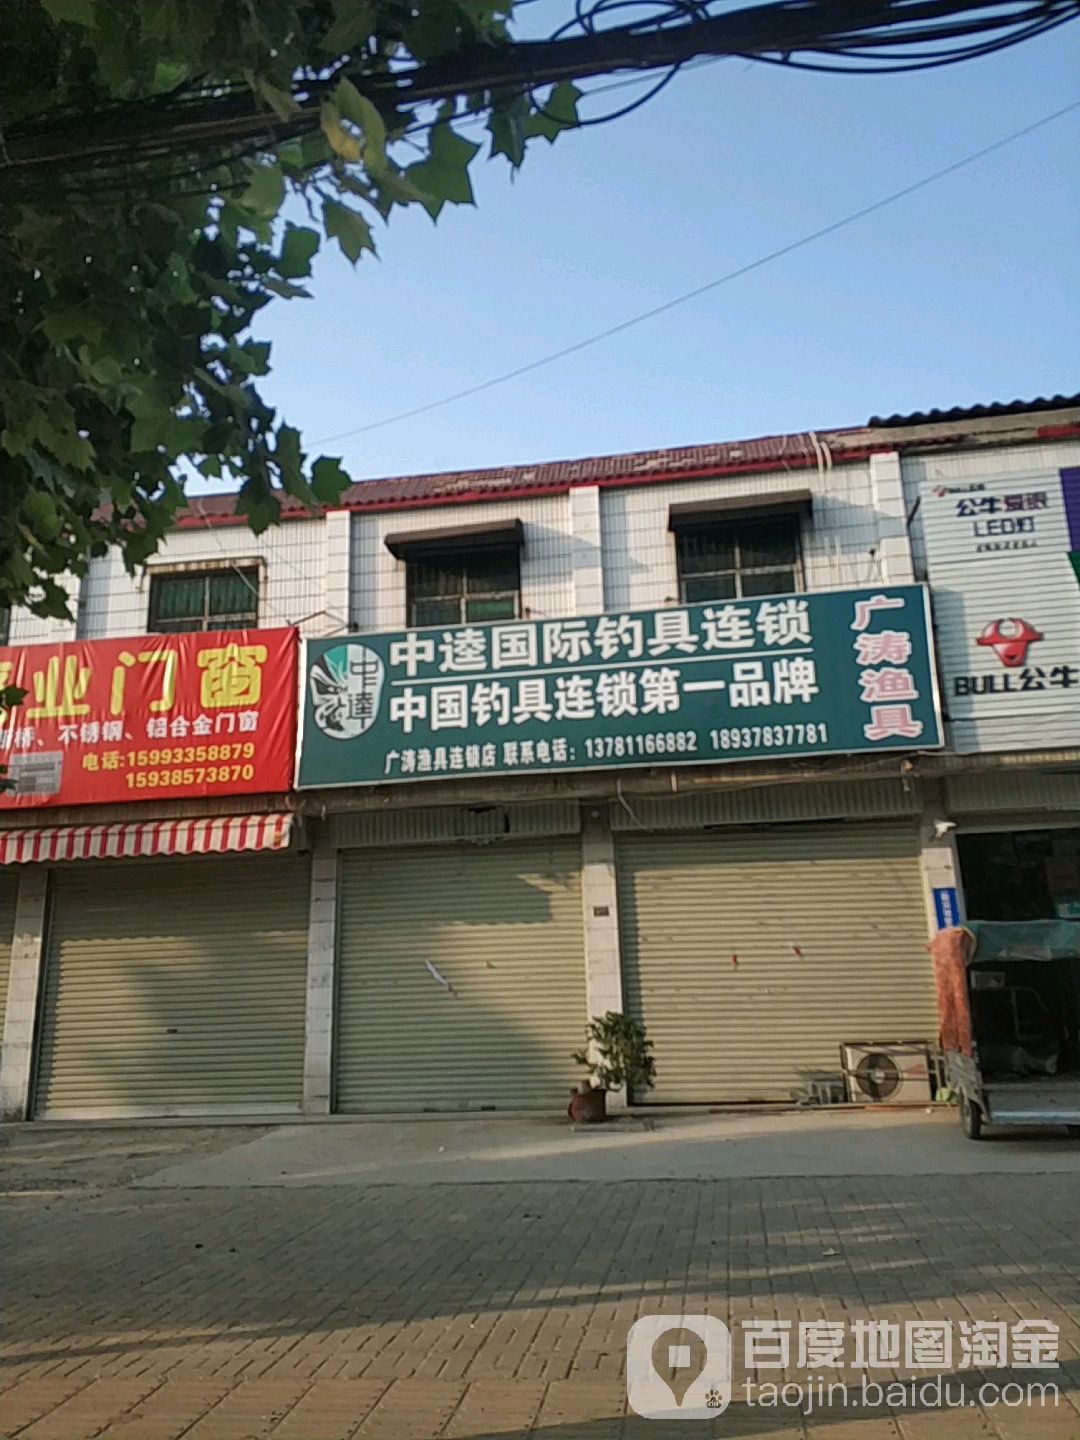 业门窗
不锈钢、铝合金门窗
电话:15993358879
15938573870
中逵
中逵国际钓具连锁
中国钓具连锁第一品牌
广涛渔具连锁店 联系电话：13781166882 18937837781
广涛渔具
公牛爱眼
LED灯
BULL公牛
百度地图淘金
taojin.baidu.com